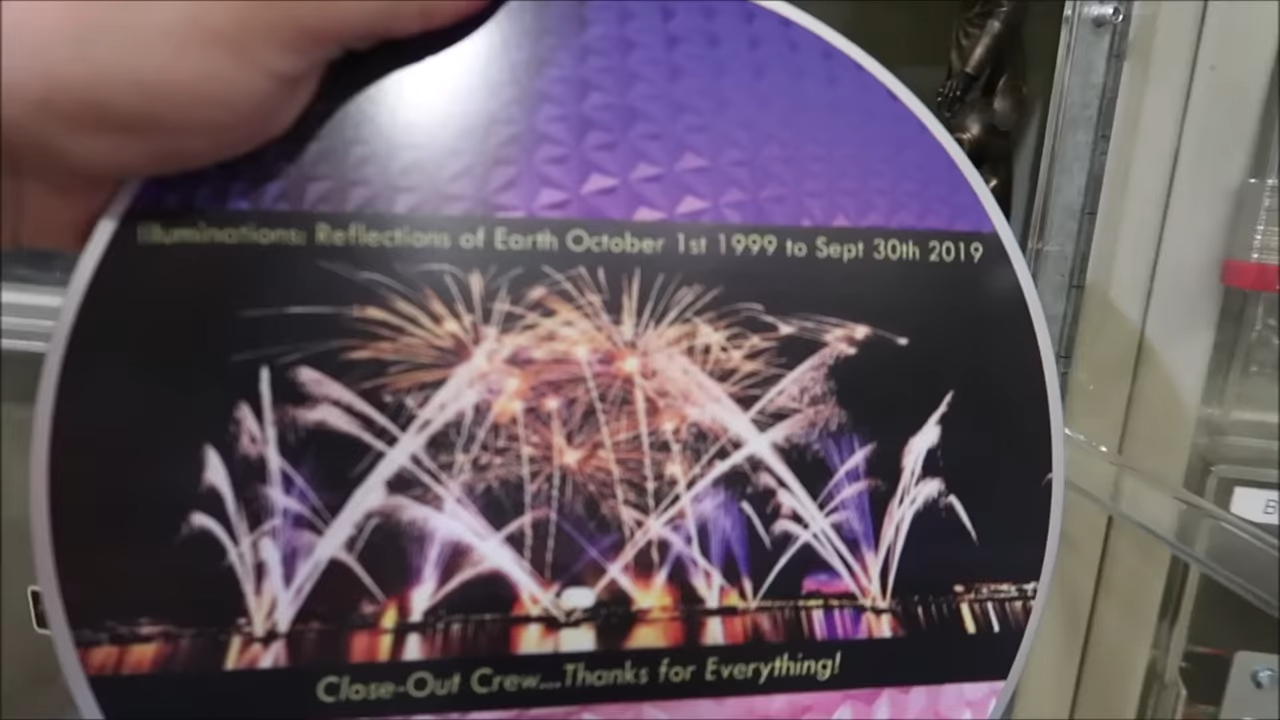 Illuminations: Reflections of Earth October 1st 1999 to Sept 30th 2019
Close-Out Crew...Thanks for Everything!
B